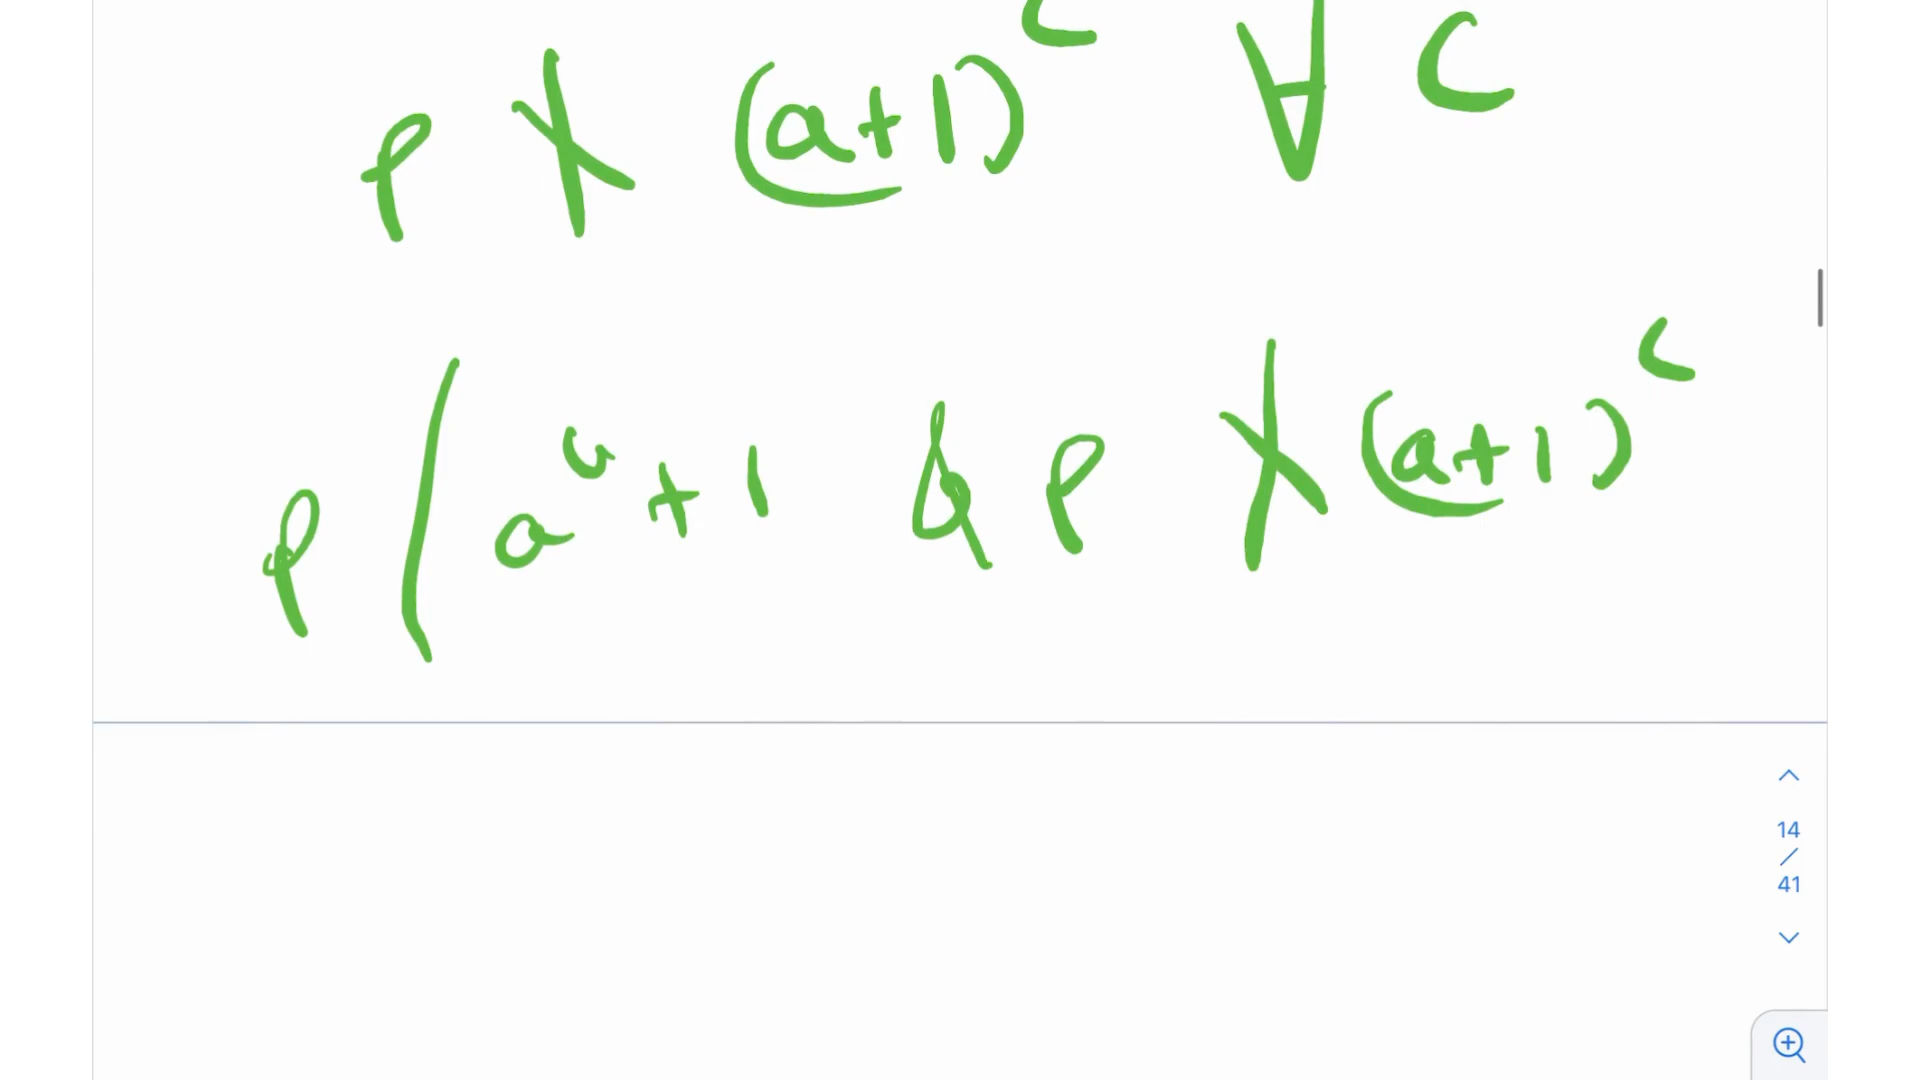 p ∤ (a+1)^c ∀ c
p | a^b + 1 & p ∤ (a+1)^c
14
/
41